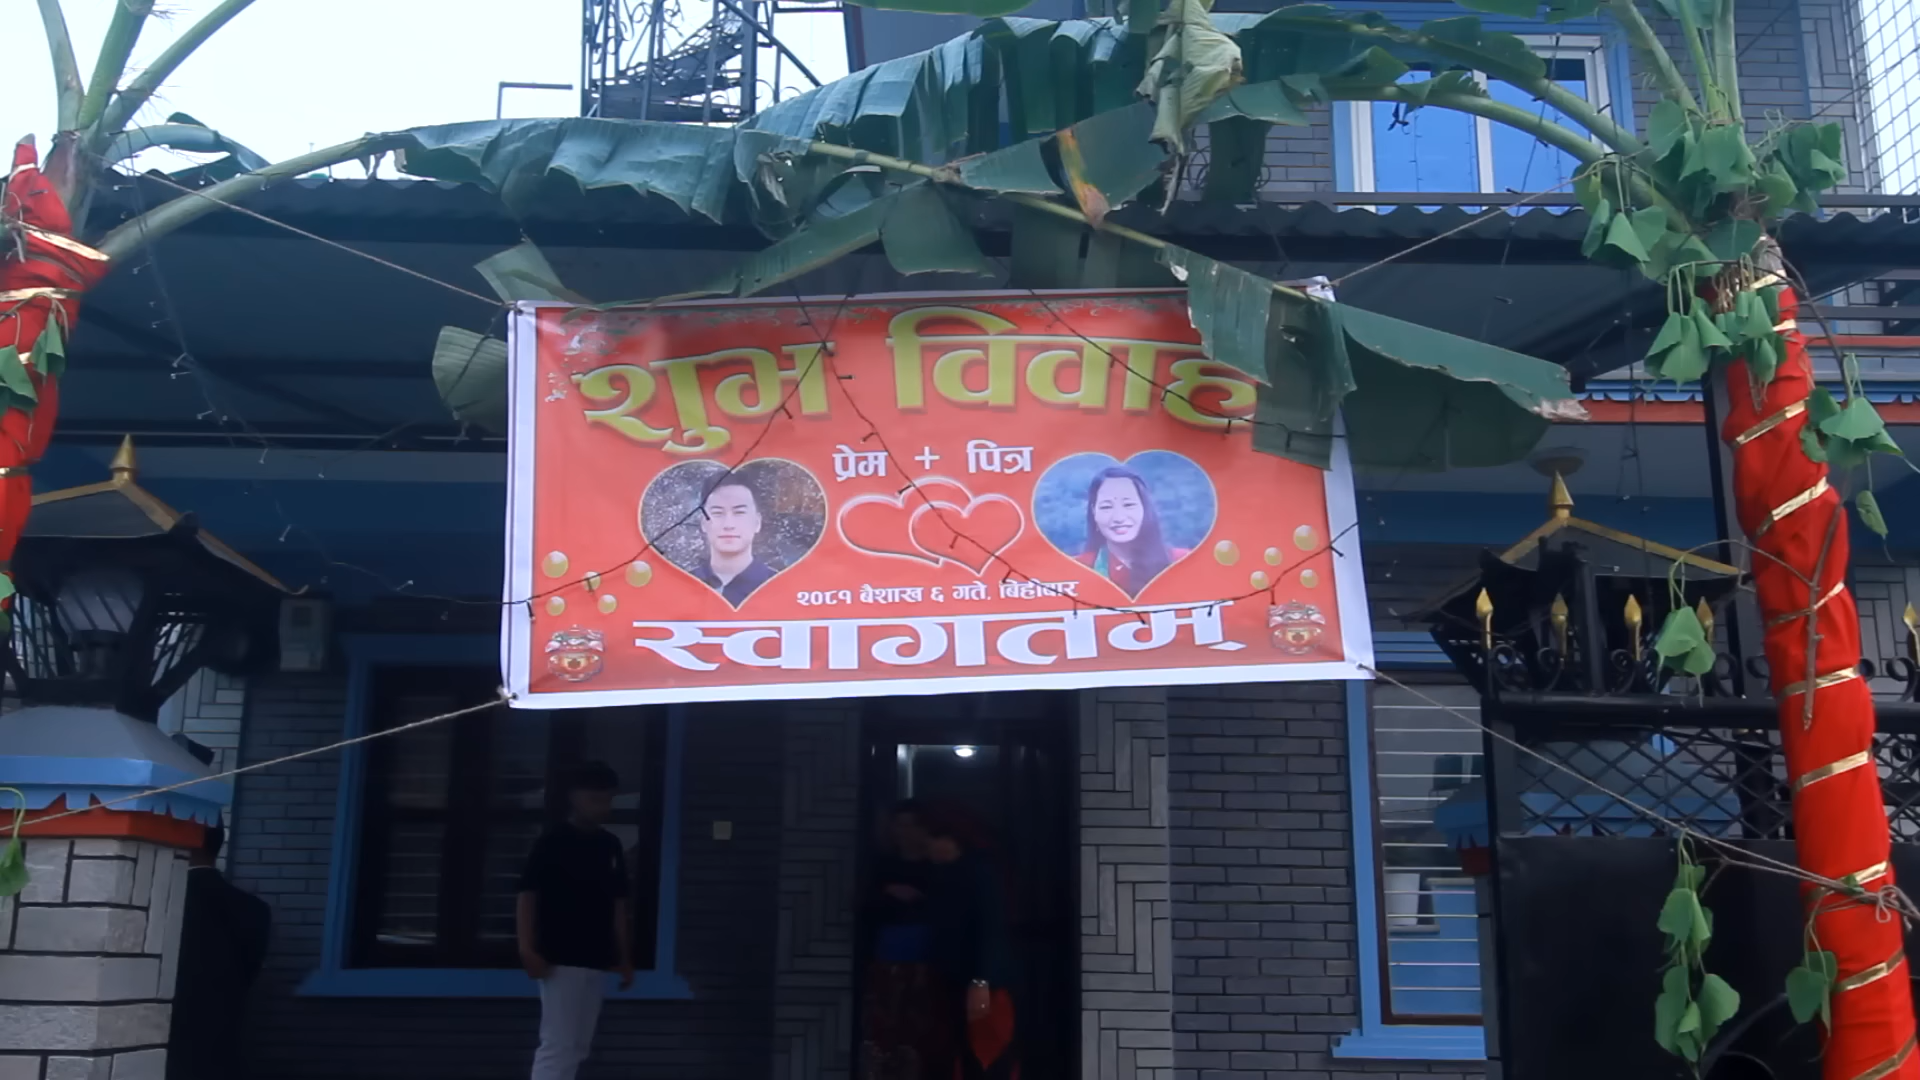 शुभ विवाह
प्रेम + पित्र
२०८१ बैशाख ६ गते, बिहीबार
स्वागतम्